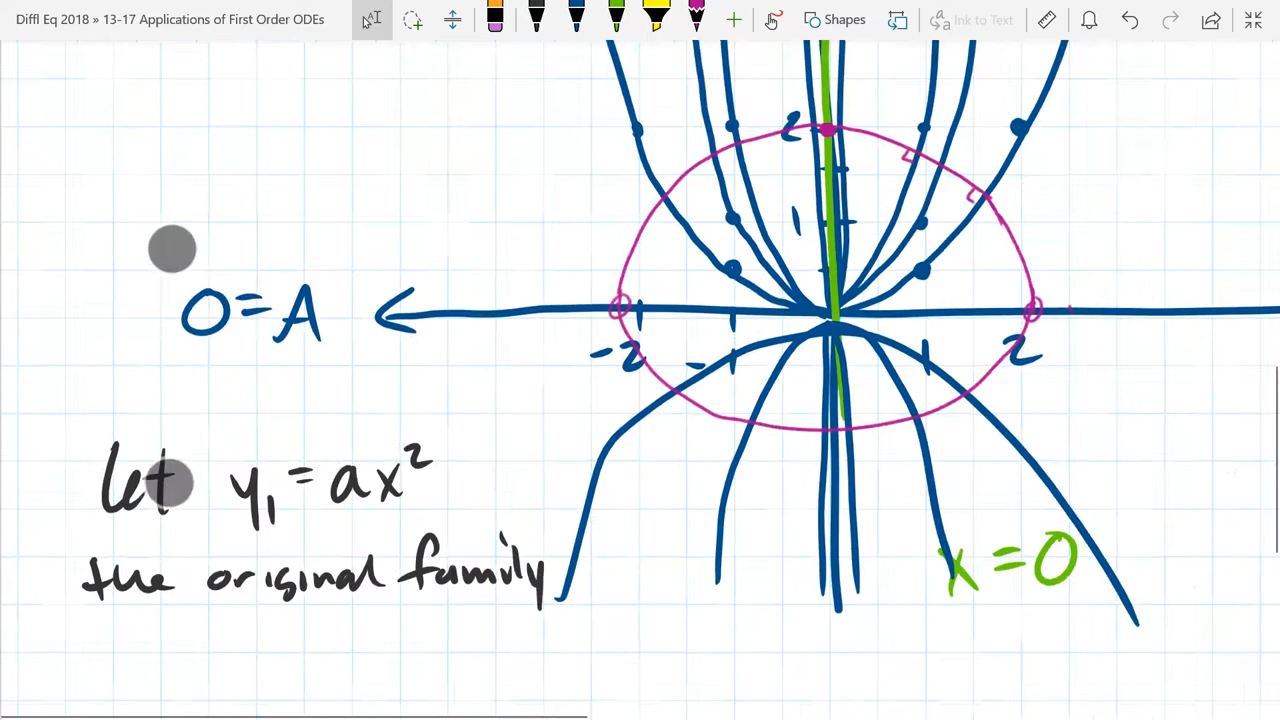 Diffl Eq 2018 » 13-17 Applications of First Order ODEs
Shapes
Ink to Text
2
1
0 = A
-2
-1
1
2
let y₁ = ax²
the original family
x = 0